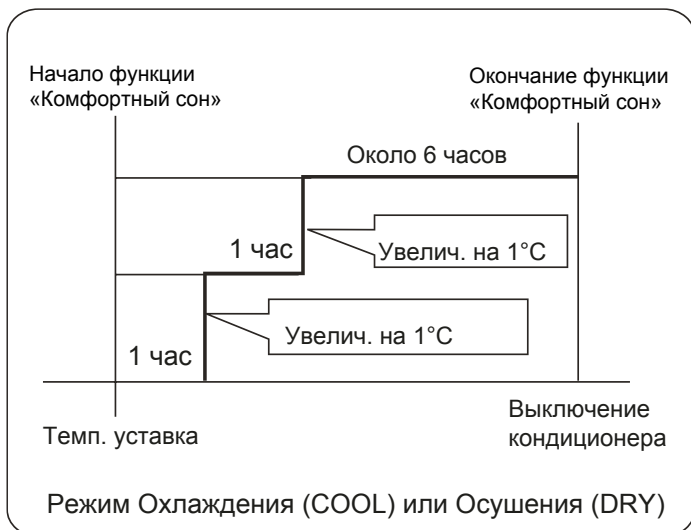 Начало функции
«Комфортный сон»
Окончание функции
«Комфортный сон»
Около 6 часов
1 час
Увелич. на 1°C
Увелич. на 1°C
1 час
Темп. уставка
Выключение
кондиционера
Режим Охлаждения (COOL) или Осушения (DRY)